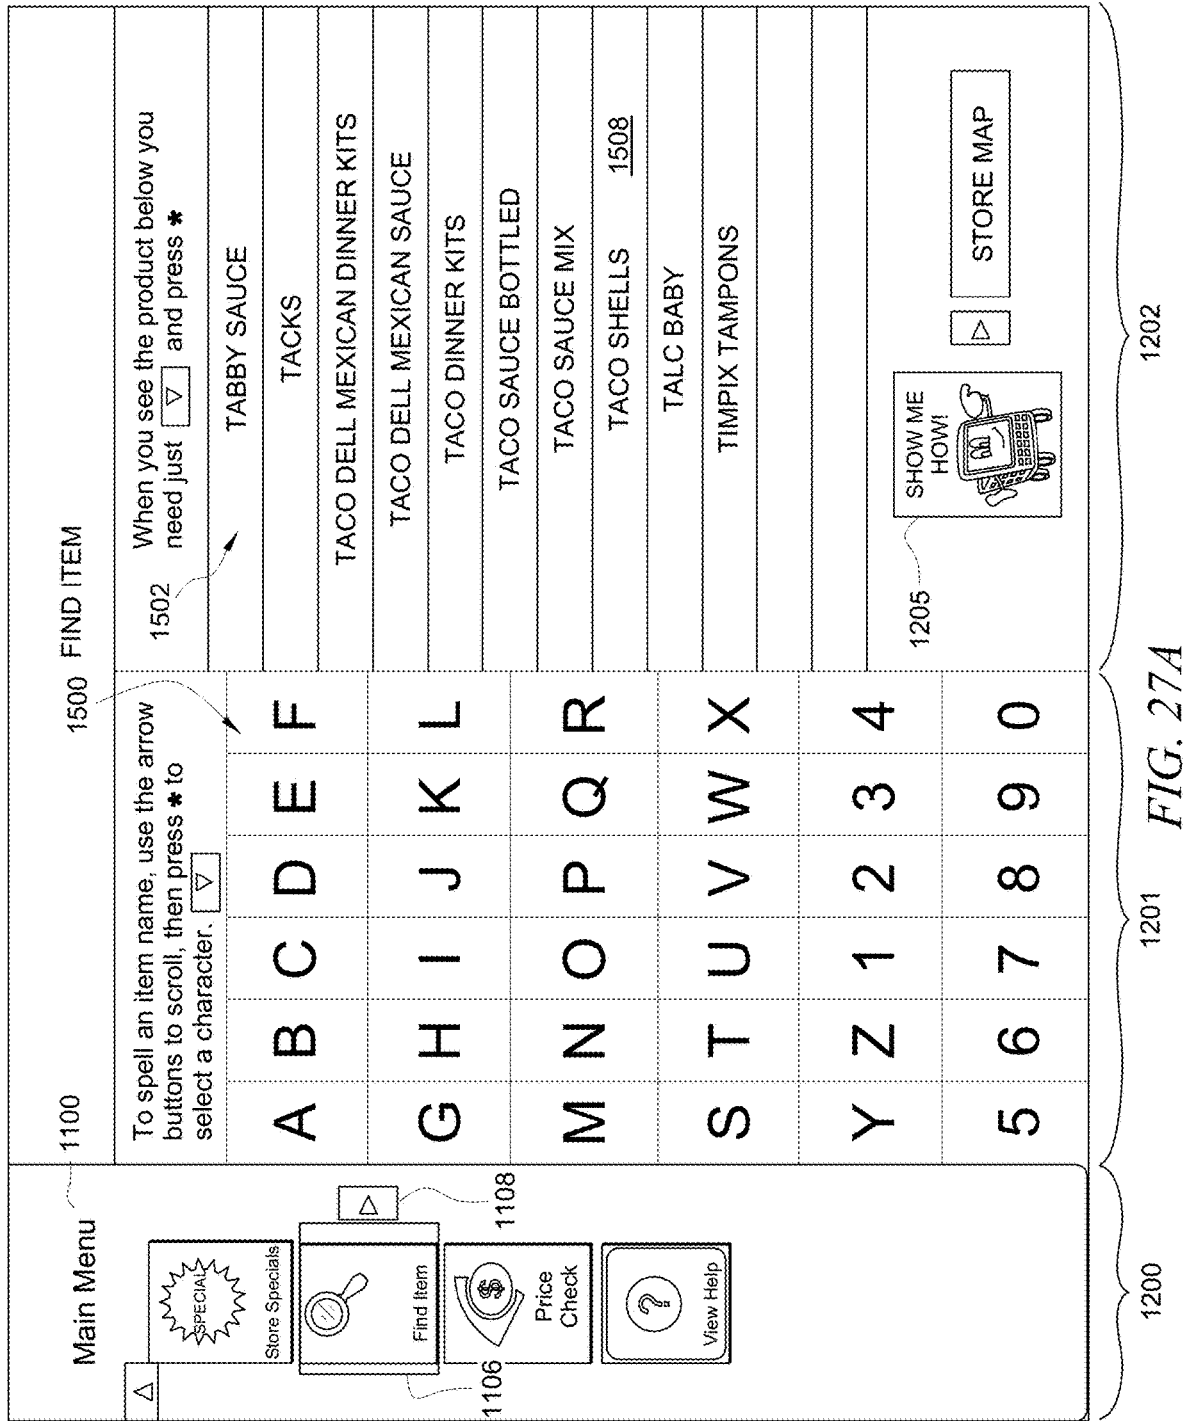 Main Menu
1100
SPECIAL
Store Specials
Find Item
1106
1108
$
Price
Check
?
View Help
1500
FIND ITEM
To spell an item name, use the arrow
buttons to scroll, then press * to
select a character.
A B C D E F
G H I J K L
M N O P Q R
S T U V W X
Y Z 1 2 3 4
5 6 7 8 9 0
1502
When you see the product below you
need just and press *
TABBY SAUCE
TACKS
TACO DELL MEXICAN DINNER KITS
TACO DELL MEXICAN SAUCE
TACO DINNER KITS
TACO SAUCE BOTTLED
TACO SAUCE MIX
TACO SHELLS 1508
TALC BABY
TIMPIX TAMPONS
1205
SHOW ME
HOW!
STORE MAP
1200
1201
1202
FIG. 27A